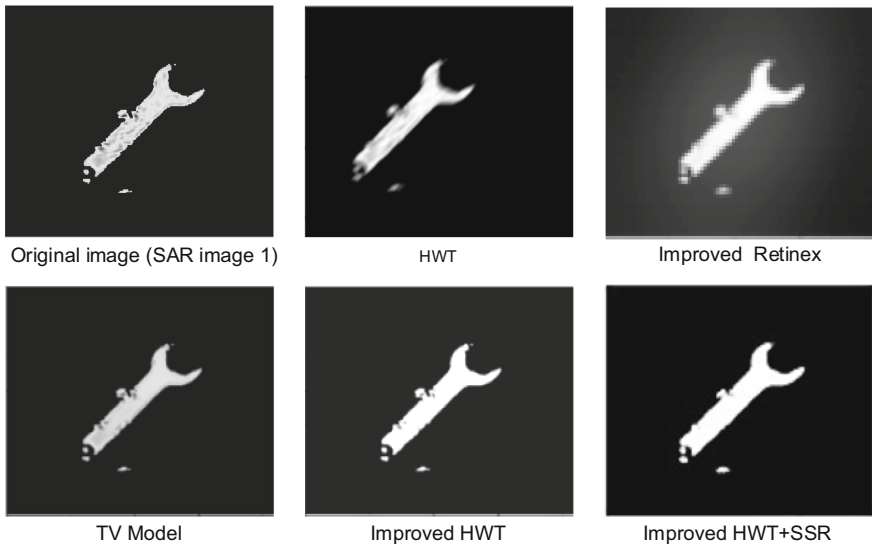 Original image (SAR image 1)
HWT
Improved Retinex
TV Model
Improved HWT
Improved HWT+SSR